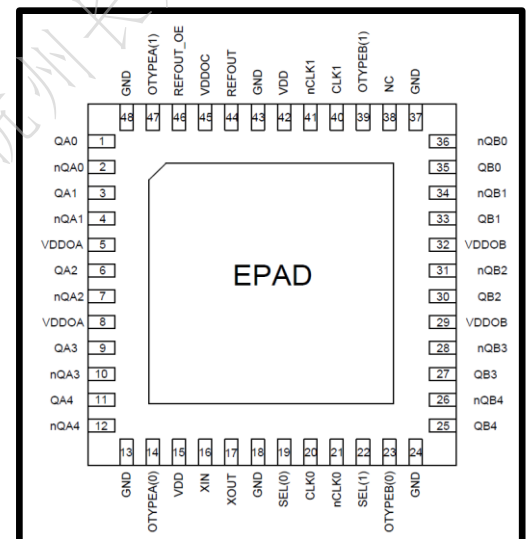 杭州长
GND
OTYPEA(1)
REFOUT_OE
VDDOC
REFOUT
GND
VDD
nCLK1
CLK1
OTYPEB(1)
NC
GND
48
47
46
45
44
43
42
41
40
39
38
37
QA0 1
nQA0 2
QA1 3
nQA1 4
VDDOA 5
QA2 6
nQA2 7
VDDOA 8
QA3 9
nQA3 10
QA4 11
nQA4 12
EPAD
36 nQB0
35 QB0
34 nQB1
33 QB1
32 VDDOB
31 nQB2
30 QB2
29 VDDOB
28 nQB3
27 QB3
26 nQB4
25 QB4
13
14
15
16
17
18
19
20
21
22
23
24
GND
OTYPEA(0)
VDD
XIN
XOUT
GND
SEL(0)
CLK0
nCLK0
SEL(1)
OTYPEB(0)
GND